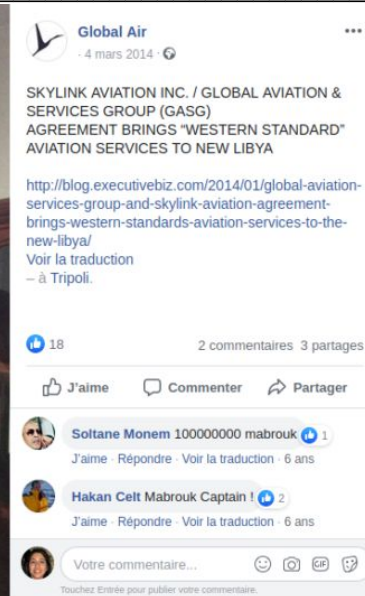 Global Air
· 4 mars 2014 ·
SKYLINK AVIATION INC. / GLOBAL AVIATION &
SERVICES GROUP (GASG)
AGREEMENT BRINGS “WESTERN STANDARD”
AVIATION SERVICES TO NEW LIBYA
http://blog.executivebiz.com/2014/01/global-aviation-
services-group-and-skylink-aviation-agreement-
brings-western-standards-aviation-services-to-the-
new-libya/
Voir la traduction
– à Tripoli.
18 2 commentaires 3 partages
J’aime Commenter Partager
Soltane Monem 100000000 mabrouk 1
J’aime · Répondre · Voir la traduction · 6 ans
Hakan Celt Mabrouk Captain ! 2
J’aime · Répondre · Voir la traduction · 6 ans
Votre commentaire... GIF
Touchez Entrée pour publier votre commentaire.